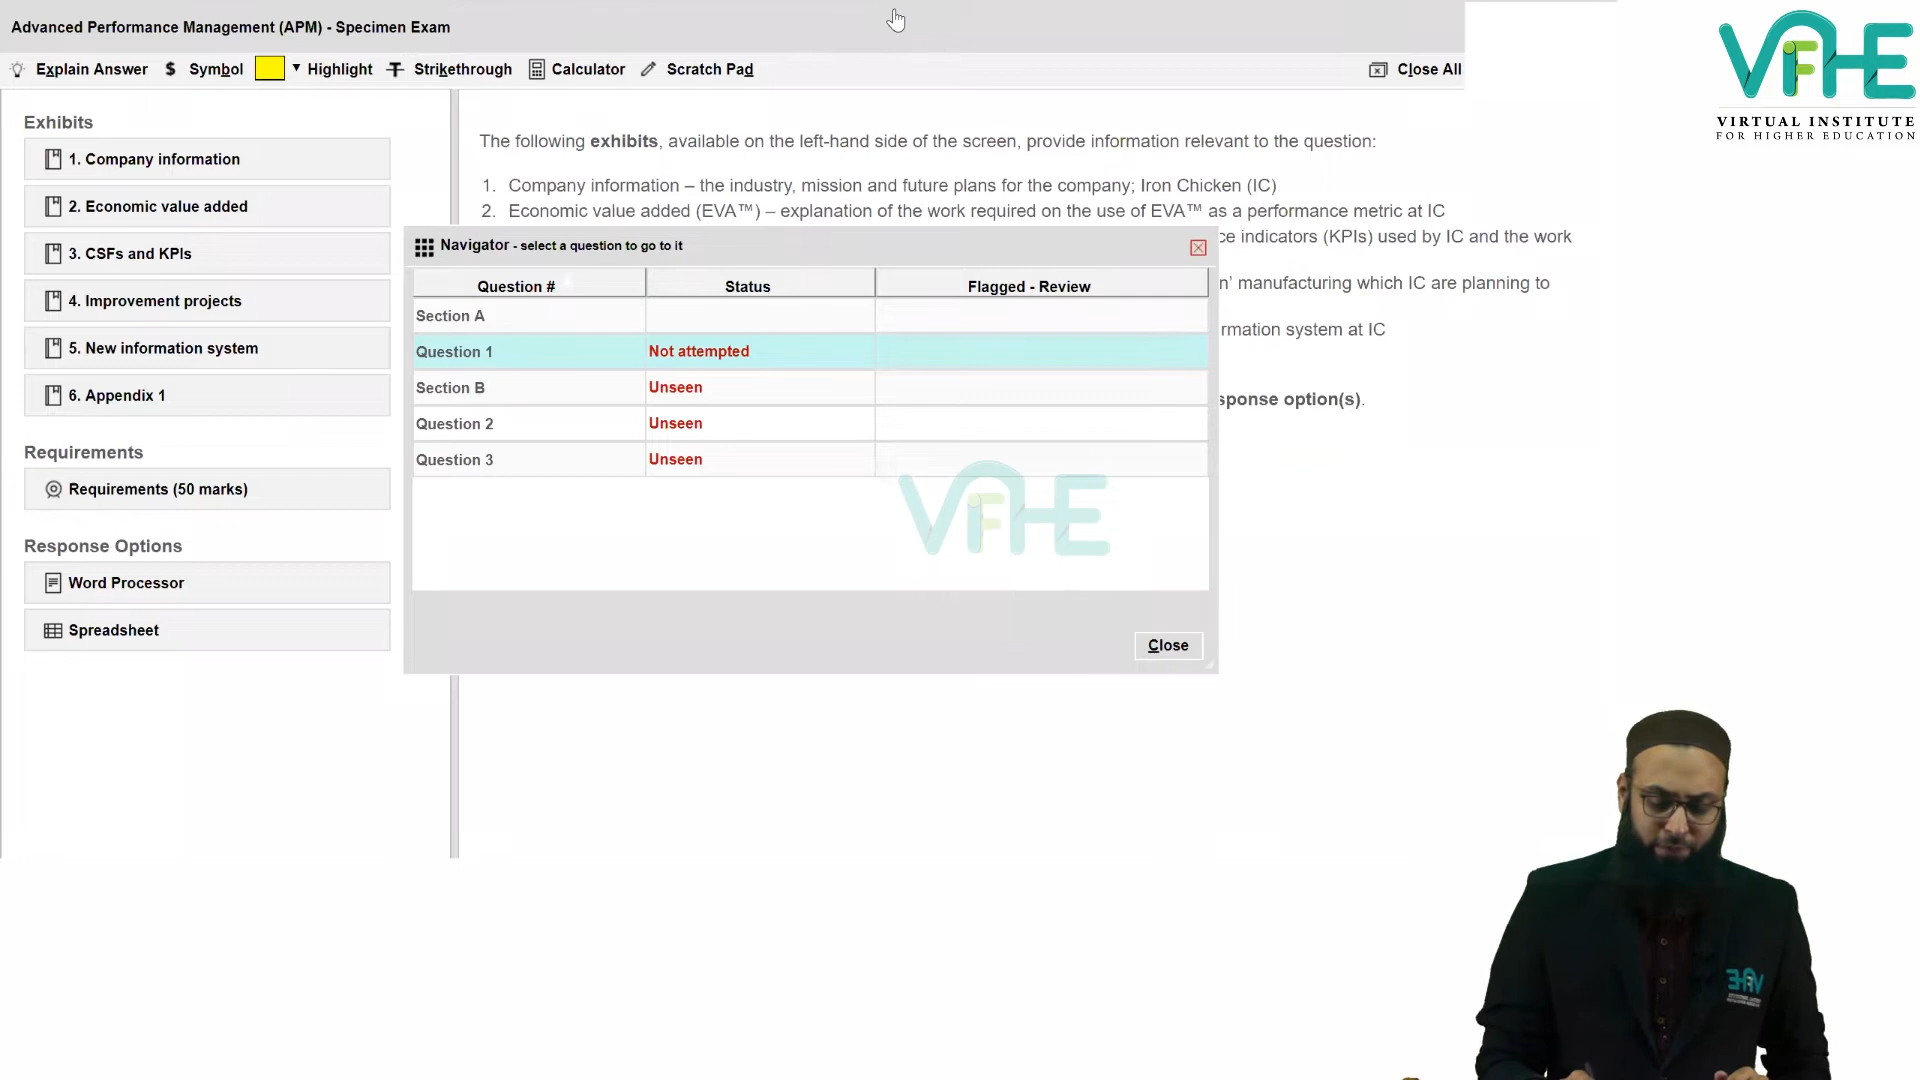 Advanced Performance Management (APM) - Specimen Exam
Explain Answer $ Symbol Highlight Strikethrough Calculator Scratch Pad Close All
VIFHE
VIRTUAL INSTITUTE
FOR HIGHER EDUCATION
Exhibits
1. Company information
2. Economic value added
3. CSFs and KPIs
4. Improvement projects
5. New information system
6. Appendix 1
Requirements
Requirements (50 marks)
Response Options
Word Processor
Spreadsheet
The following exhibits, available on the left-hand side of the screen, provide information relevant to the question:
1. Company information – the industry, mission and future plans for the company; Iron Chicken (IC)
2. Economic value added (EVA™) – explanation of the work required on the use of EVA™ as a performance metric at IC
ce indicators (KPIs) used by IC and the work
n’ manufacturing which IC are planning to
rmation system at IC
sponse option(s).
Navigator - select a question to go to it
Question # Status Flagged - Review
Section A
Question 1 Not attempted
Section B Unseen
Question 2 Unseen
Question 3 Unseen
VIFHE
Close